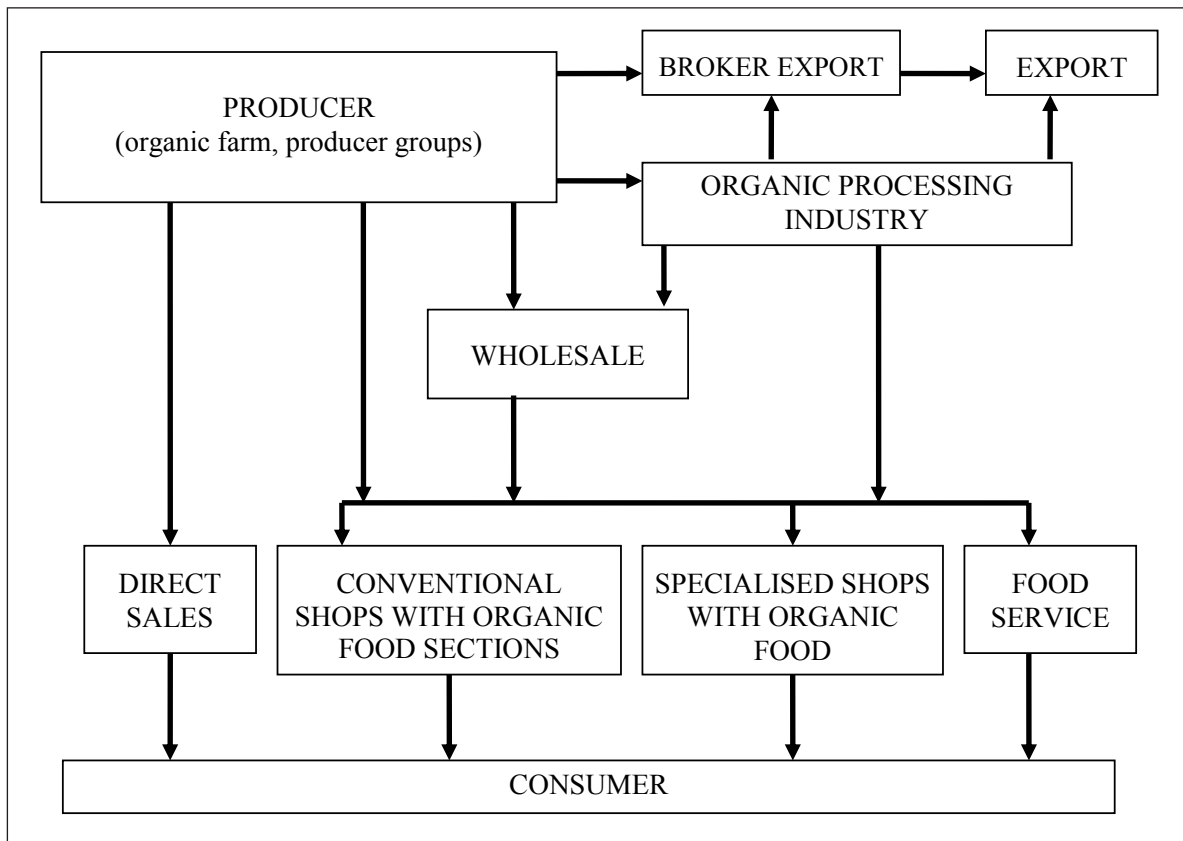 PRODUCER
(organic farm, producer groups)
BROKER EXPORT
EXPORT
ORGANIC PROCESSING
INDUSTRY
WHOLESALE
DIRECT
SALES
CONVENTIONAL
SHOPS WITH ORGANIC
FOOD SECTIONS
SPECIALISED SHOPS
WITH ORGANIC
FOOD
FOOD
SERVICE
CONSUMER